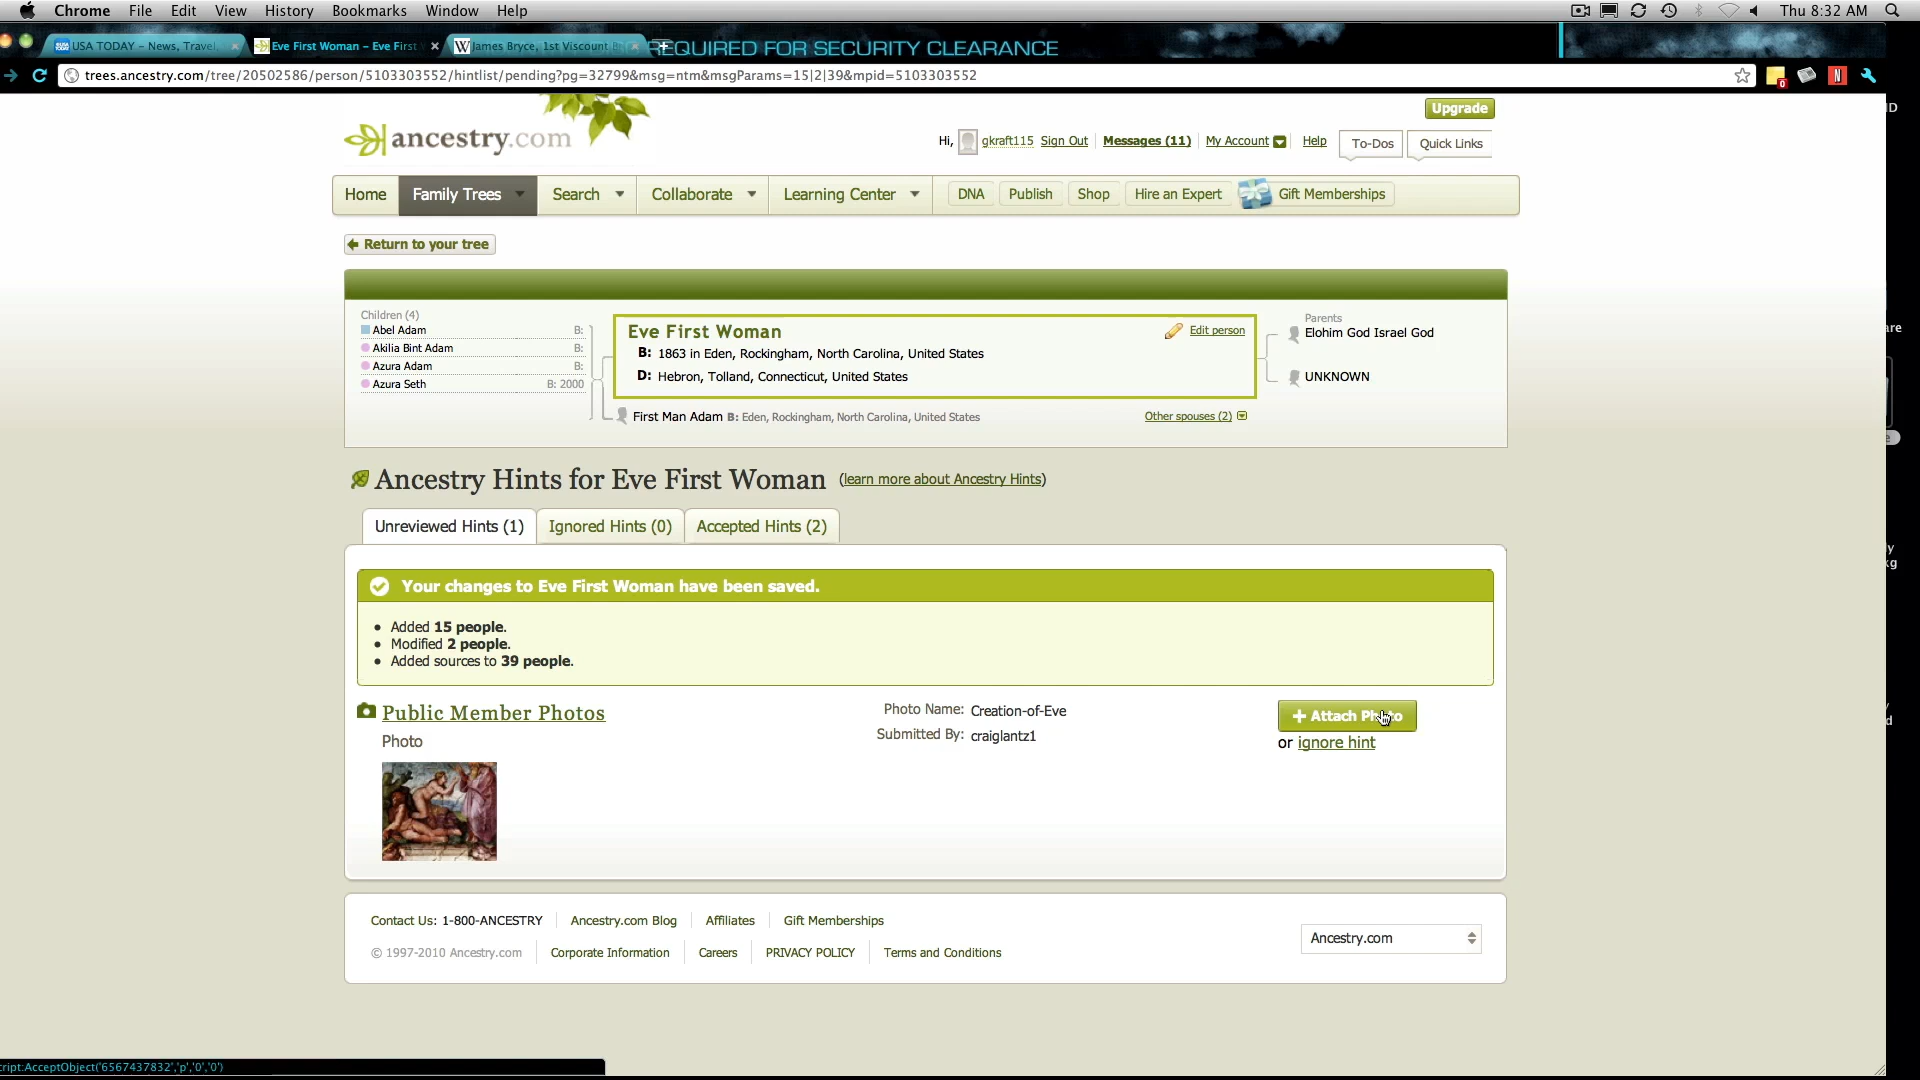 Chrome File Edit View History Bookmarks Window Help Thu 8:32 AM
USA TODAY – News, Travel, Eve First Woman – Eve First James Bryce, 1st Viscount REQUIRED FOR SECURITY CLEARANCE
trees.ancestry.com/tree/20502586/person/5103303552/hintlist/pending?pg=32799&msg=ntm&msgParams=15|2|39&mpid=5103303552
Upgrade
ancestry.com
Hi, gkraft115 Sign Out Messages (11) My Account Help To-Dos Quick Links
Home Family Trees Search Collaborate Learning Center DNA Publish Shop Hire an Expert Gift Memberships
Return to your tree
Children (4)
Abel Adam B:
Akilia Bint Adam B:
Azura Adam B:
Azura Seth B: 2000
Eve First Woman Edit person
B: 1863 in Eden, Rockingham, North Carolina, United States
D: Hebron, Tolland, Connecticut, United States
First Man Adam B: Eden, Rockingham, North Carolina, United States Other spouses (2)
Parents
Elohim God Israel God
UNKNOWN
Ancestry Hints for Eve First Woman (learn more about Ancestry Hints)
Unreviewed Hints (1) Ignored Hints (0) Accepted Hints (2)
Your changes to Eve First Woman have been saved.
• Added 15 people.
• Modified 2 people.
• Added sources to 39 people.
Public Member Photos
Photo
Photo Name: Creation-of-Eve
Submitted By: craiglantz1
+ Attach Photo
or ignore hint
Contact Us: 1-800-ANCESTRY Ancestry.com Blog Affiliates Gift Memberships
© 1997-2010 Ancestry.com Corporate Information Careers PRIVACY POLICY Terms and Conditions
Ancestry.com
cript:AcceptObject('6567437832','p','0','0')